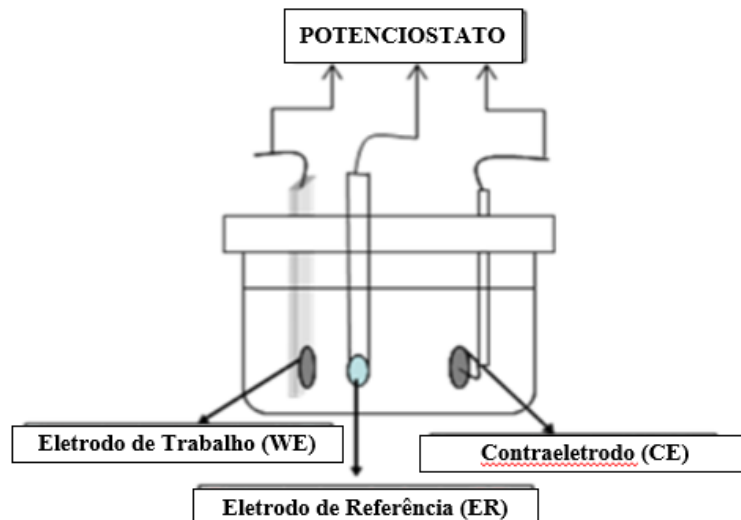 POTENCIOSTATO
Eletrodo de Trabalho (WE)
Contraeletrodo (CE)
Eletrodo de Referência (ER)